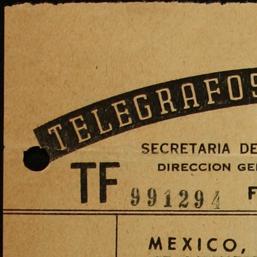 TELEGRAFOS
SECRETARIA DE
DIRECCION GE
TF 991294 F
MEXICO,